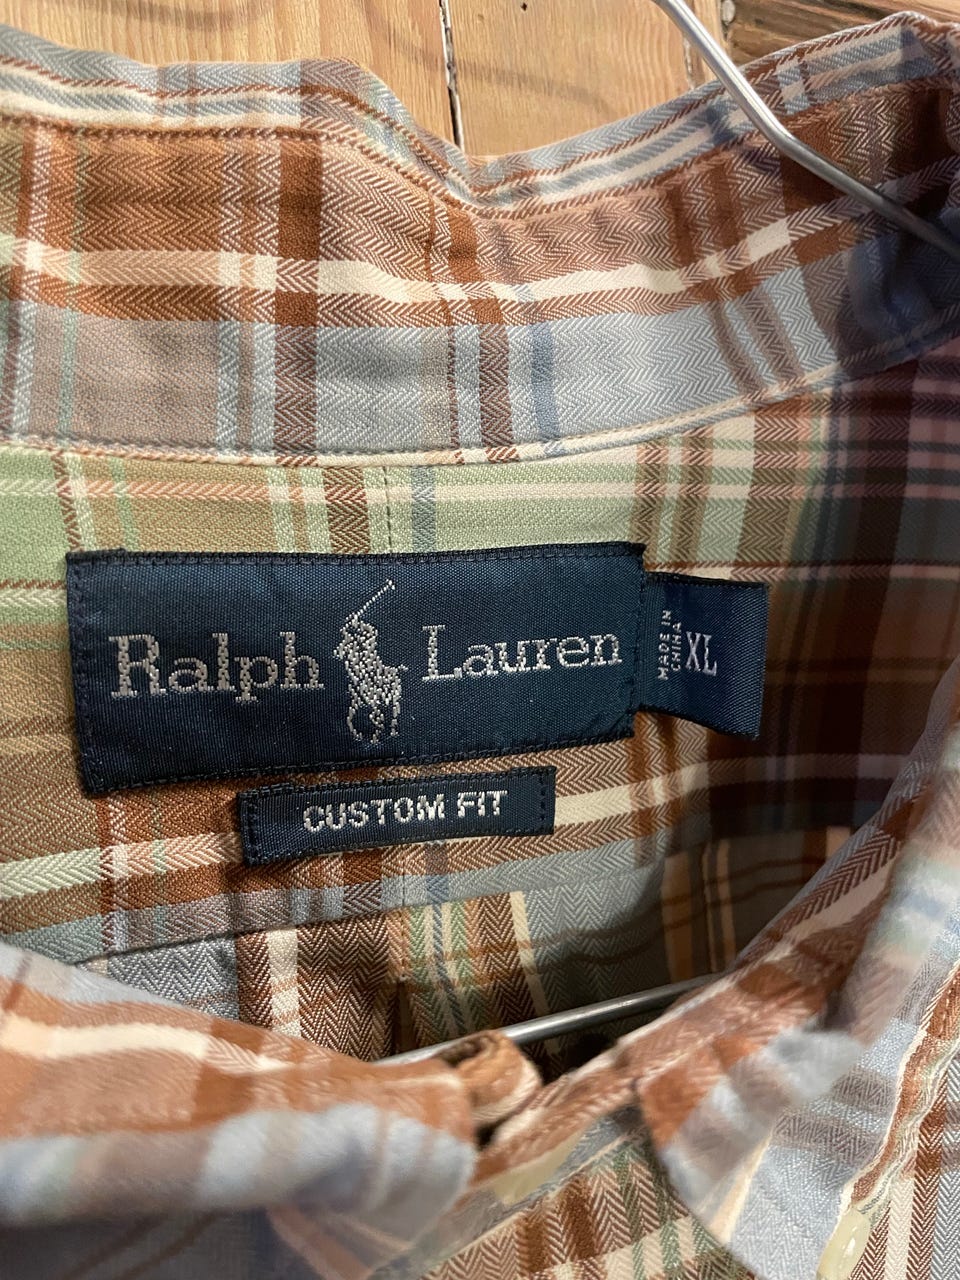 Ralph Lauren
MADE IN
CHINA
XL
CUSTOM FIT